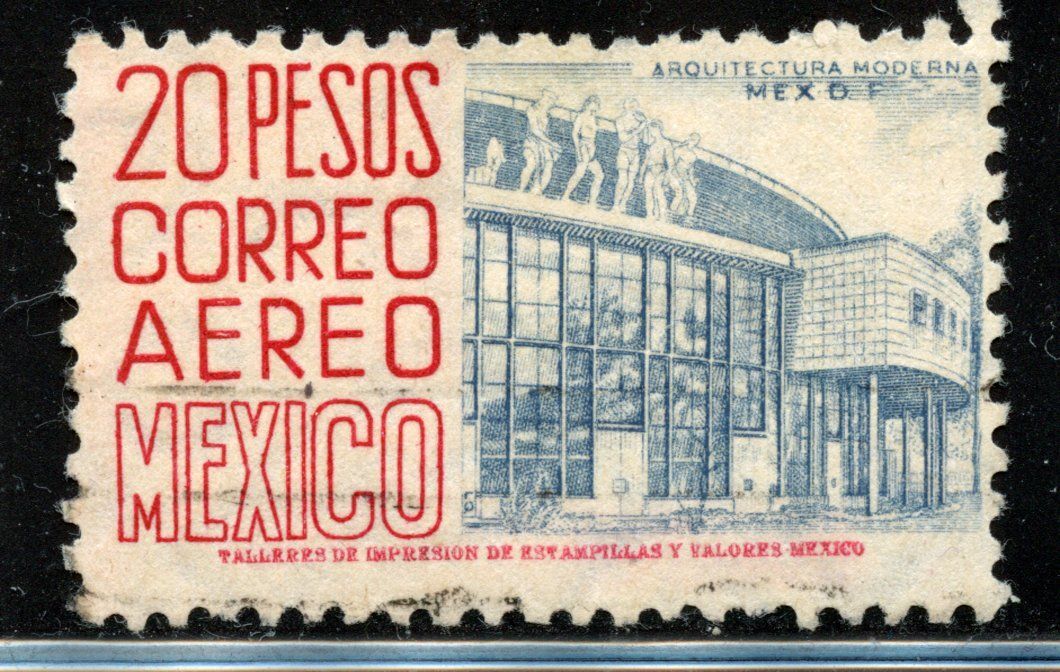 20 PESOS
CORREO
AEREO
MEXICO
ARQUITECTURA MODERNA
MEX D F
TALLERES DE IMPRESION DE ESTAMPILLAS Y VALORES-MEXICO